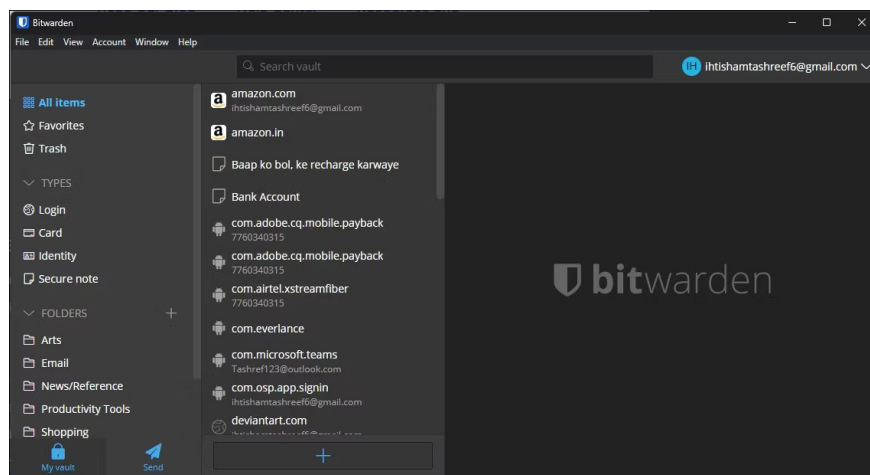 Bitwarden
File Edit View Account Window Help
Search vault
IH ihtishamtashreef6@gmail.com
All items
Favorites
Trash
TYPES
Login
Card
Identity
Secure note
FOLDERS
Arts
Email
News/Reference
Productivity Tools
Shopping
My vault
Send
amazon.com
ihtishamtashreef6@gmail.com
amazon.in
Baap ko bol, ke recharge karwaye
Bank Account
com.adobe.cq.mobile.payback
7760340315
com.adobe.cq.mobile.payback
7760340315
com.airtel.xstreamfiber
7760340315
com.everlance
com.microsoft.teams
Tashref123@outlook.com
com.osp.app.signin
ihtishamtashreef6@gmail.com
deviantart.com
bitwarden